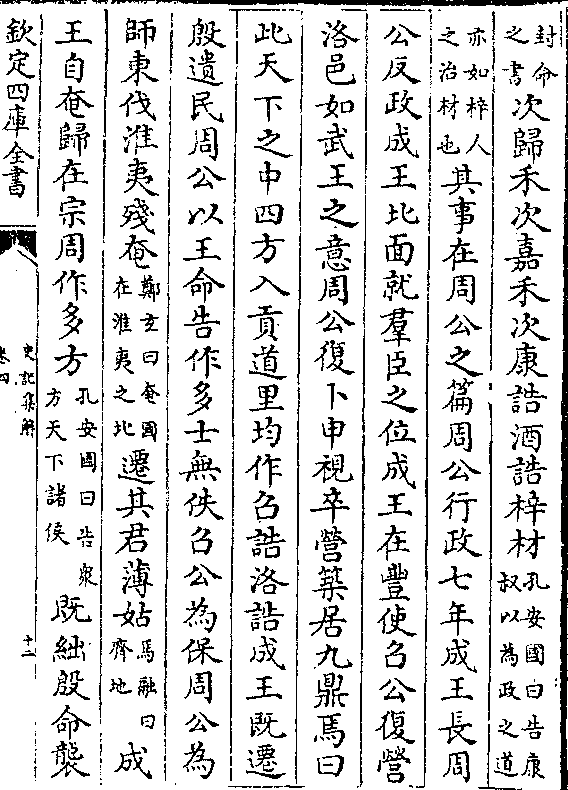 封命之書次歸禾次嘉禾次康誥酒誥梓材孔安國曰告康叔以為政之道
亦如梓人之治材也其事在周公之篇周公行政七年成王長周
公反政成王北面就羣臣之位成王在豐使召公復營
洛邑如武王之意周公復卜申視卒營築居九鼎焉曰
此天下之中四方入貢道里均作召誥洛誥成王既遷
殷遺民周公以王命告作多士無佚召公為保周公為
師東伐淮夷殘奄鄭玄曰奄國在淮夷之北遷其君薄姑馬融曰齊地成
王自奄歸在宗周作多方孔安國曰告衆方天下諸侯既絀殷命襲
欽定四庫全書
史記集解
卷四
十二